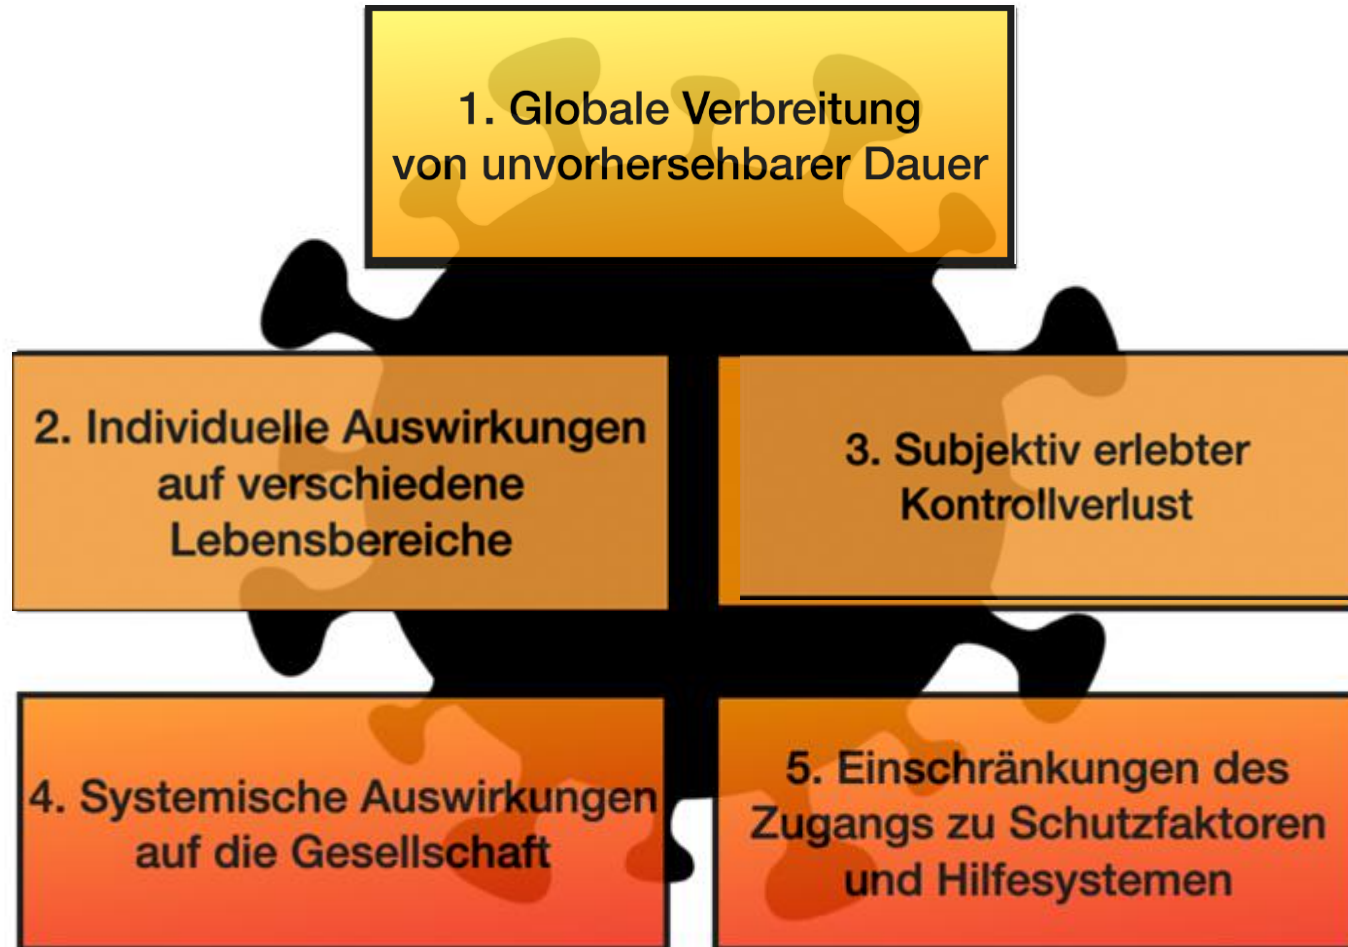 1. Globale Verbreitung
von unvorhersehbarer Dauer
2. Individuelle Auswirkungen
auf verschiedene
Lebensbereiche
3. Subjektiv erlebter
Kontrollverlust
4. Systemische Auswirkungen
auf die Gesellschaft
5. Einschränkungen des
Zugangs zu Schutzfaktoren
und Hilfesystemen